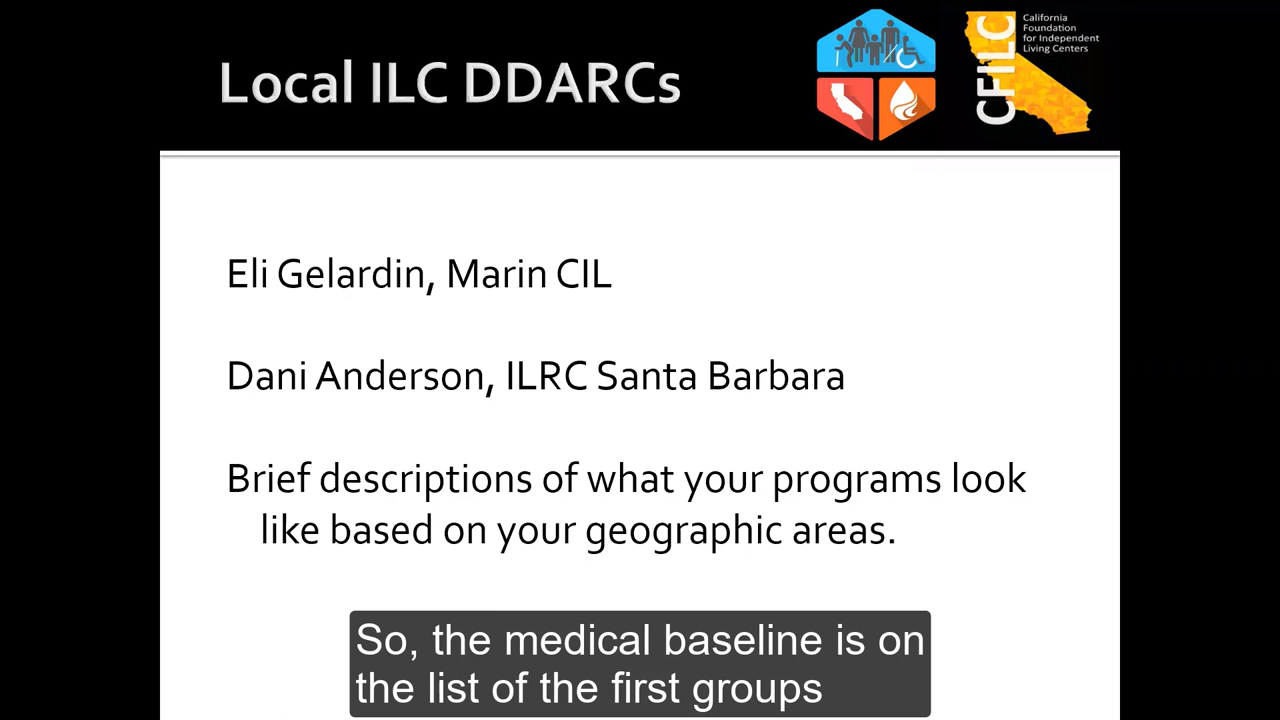 Local ILC DDARCs
CFILC
California
Foundation
for Independent
Living Centers
Eli Gelardin, Marin CIL
Dani Anderson, ILRC Santa Barbara
Brief descriptions of what your programs look
like based on your geographic areas.
So, the medical baseline is on
the list of the first groups